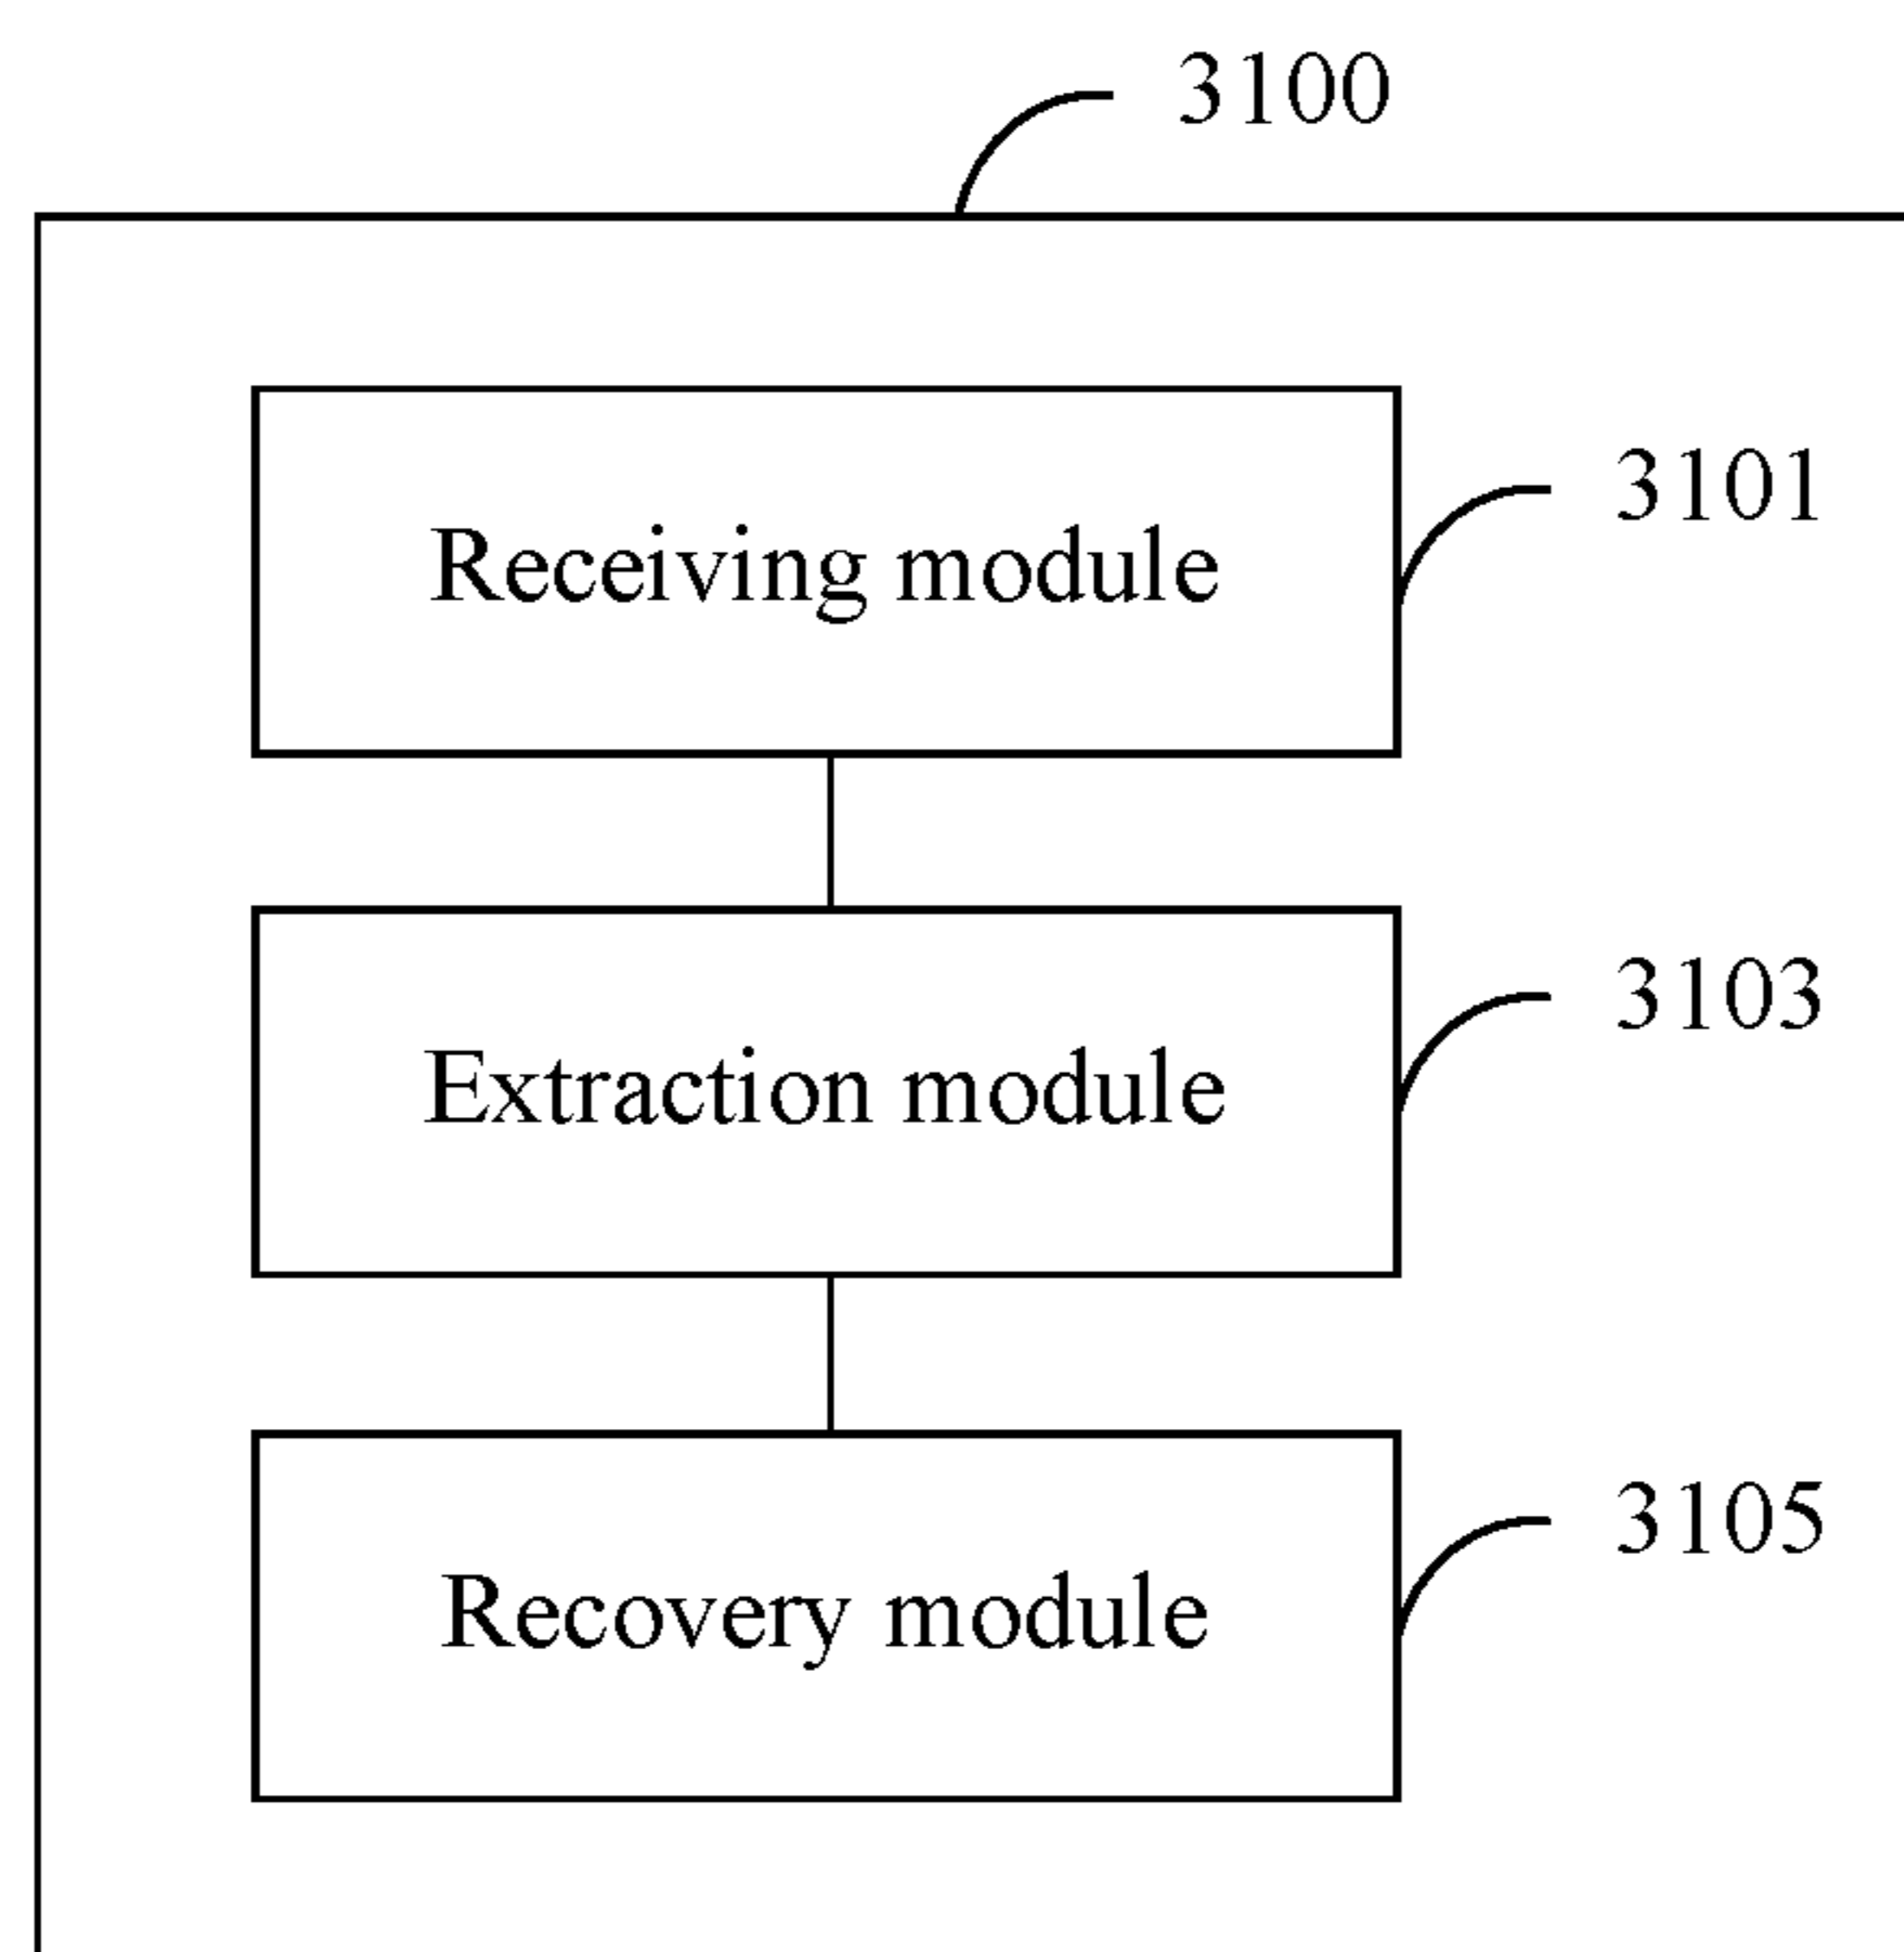 3100
Receiving module
3101
Extraction module
3103
Recovery module
3105